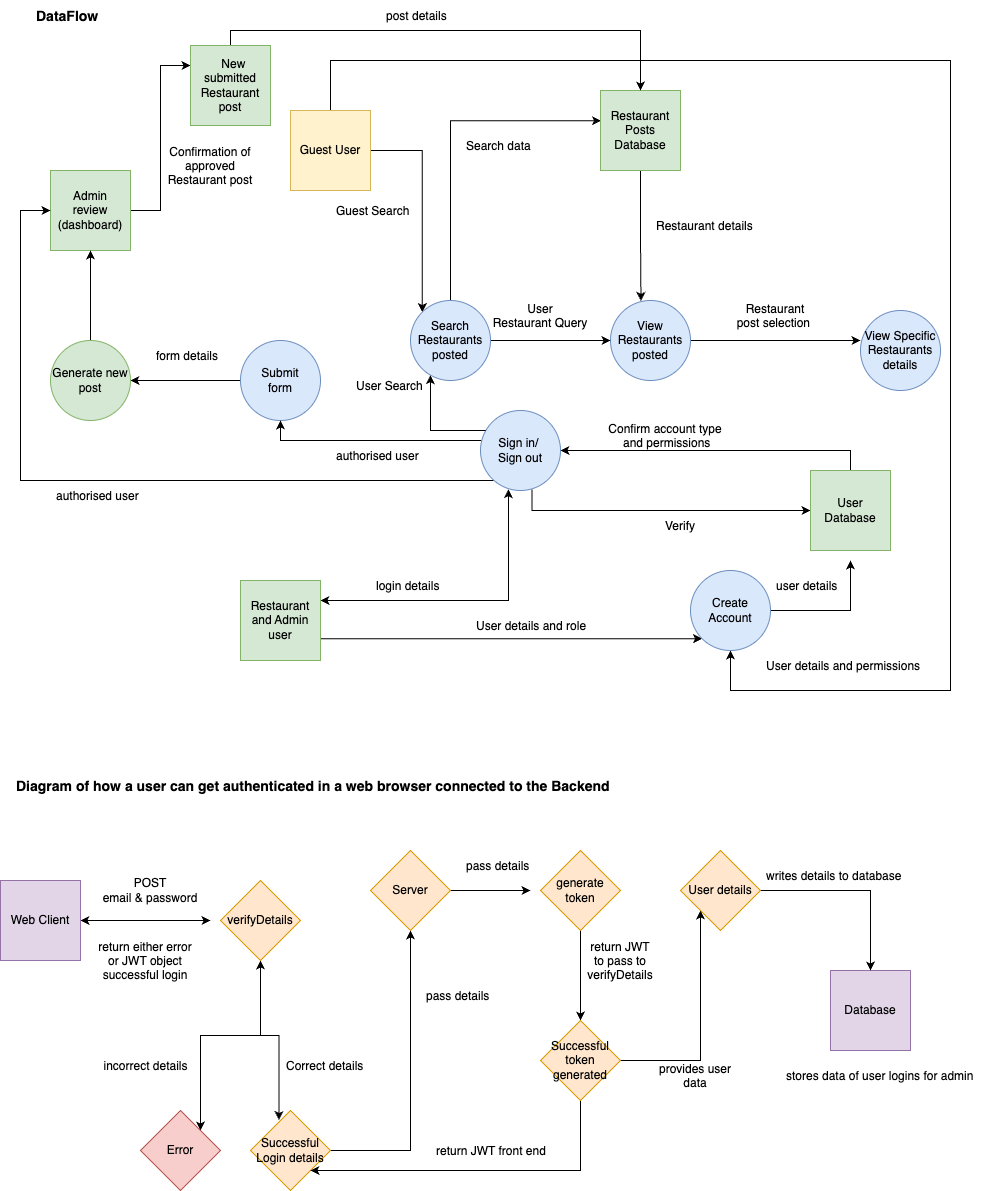 DataFlow
post details
New
submitted
Restaurant
post
Guest User
Restaurant
Posts
Database
Search data
Confirmation of
approved
Restaurant post
Admin
review
(dashboard)
Guest Search
Restaurant details
Search
Restaurants
posted
User
Restaurant Query
View
Restaurants
posted
Restaurant
post selection
View Specific
Restaurants
details
Generate new
post
form details
Submit
form
User Search
Sign in/
Sign out
Confirm account type
and permissions
authorised user
authorised user
User
Database
Verify
login details
Restaurant
and Admin
user
User details and role
Create
Account
user details
User details and permissions
Diagram of how a user can get authenticated in a web browser connected to the Backend
Web Client
POST
email & password
return either error
or JWT object
successful login
verifyDetails
Server
pass details
generate
token
User details
writes details to database
return JWT
to pass to
verifyDetails
pass details
Database
incorrect details
Correct details
Successful
token
generated
provides user
data
stores data of user logins for admin
Error
Successful
Login details
return JWT front end